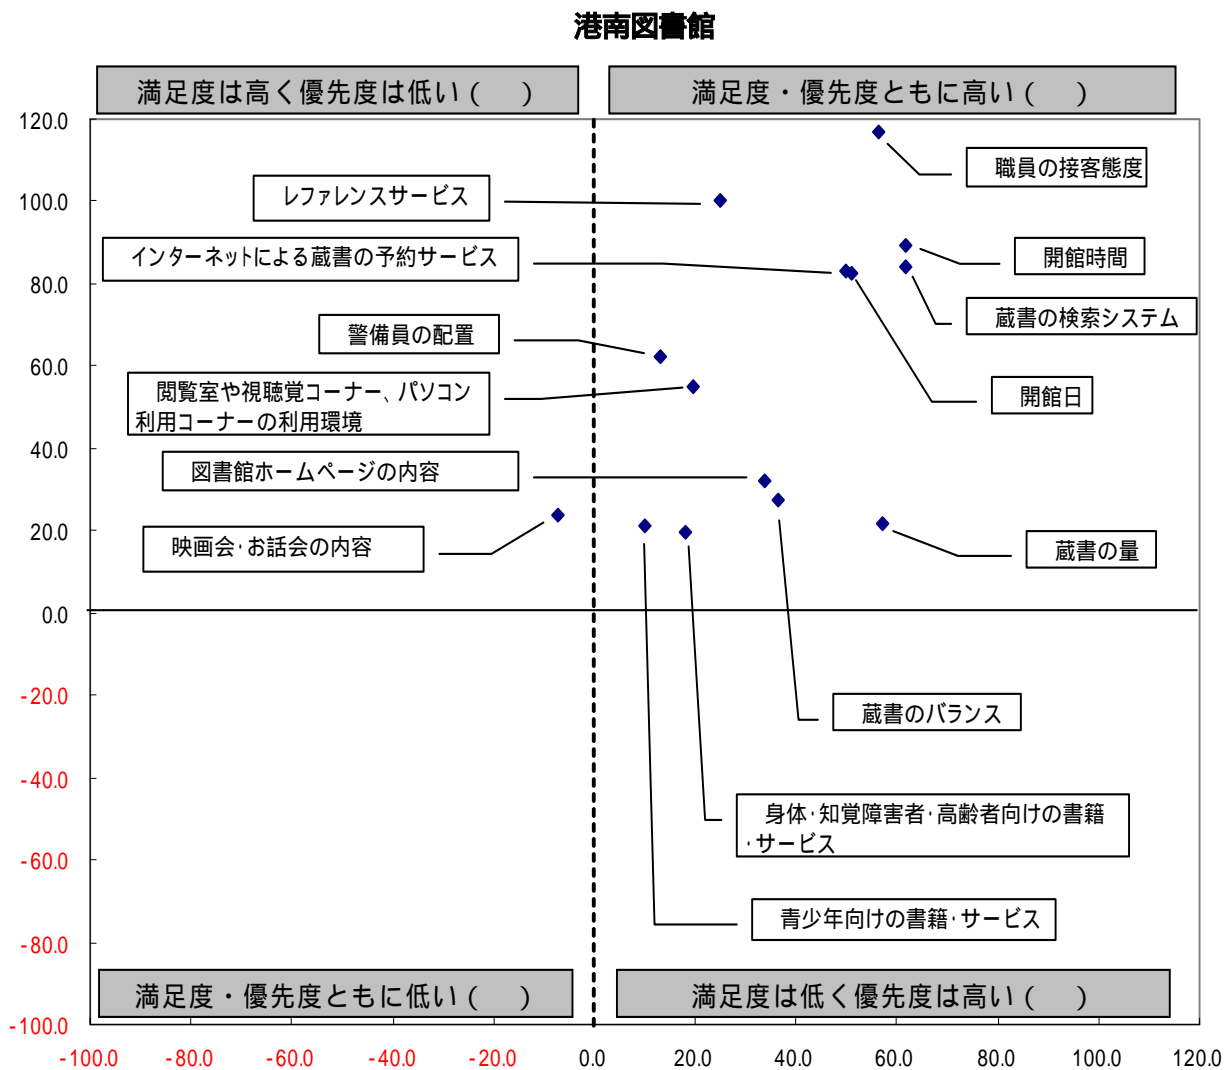 港南図書館
満足度は高く優先度は低い（　）
満足度・優先度ともに高い（　）
120.0
100.0
80.0
60.0
40.0
20.0
0.0
-20.0
-40.0
-60.0
-80.0
-100.0
職員の接客態度
レファレンスサービス
インターネットによる蔵書の予約サービス
開館時間
蔵書の検索システム
警備員の配置
閲覧室や視聴覚コーナー、パソコン
利用コーナーの利用環境
開館日
図書館ホームページの内容
映画会・お話会の内容
蔵書の量
蔵書のバランス
身体・知覚障害者・高齢者向けの書籍
・サービス
青少年向けの書籍・サービス
満足度・優先度ともに低い（　）
満足度は低く優先度は高い（　）
-100.0
-80.0
-60.0
-40.0
-20.0
0.0
20.0
40.0
60.0
80.0
100.0
120.0